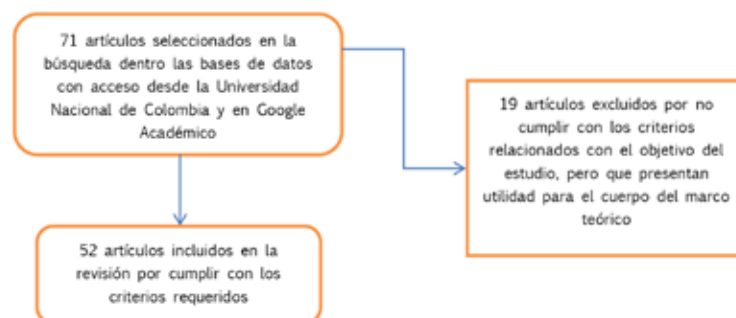 71 artículos seleccionados en la
búsqueda dentro las bases de datos
con acceso desde la Universidad
Nacional de Colombia y en Google
Académico
19 artículos excluidos por no
cumplir con los criterios
relacionados con el objetivo del
estudio, pero que presentan
utilidad para el cuerpo del marco
teórico
52 artículos incluidos en la
revisión por cumplir con los
criterios requeridos